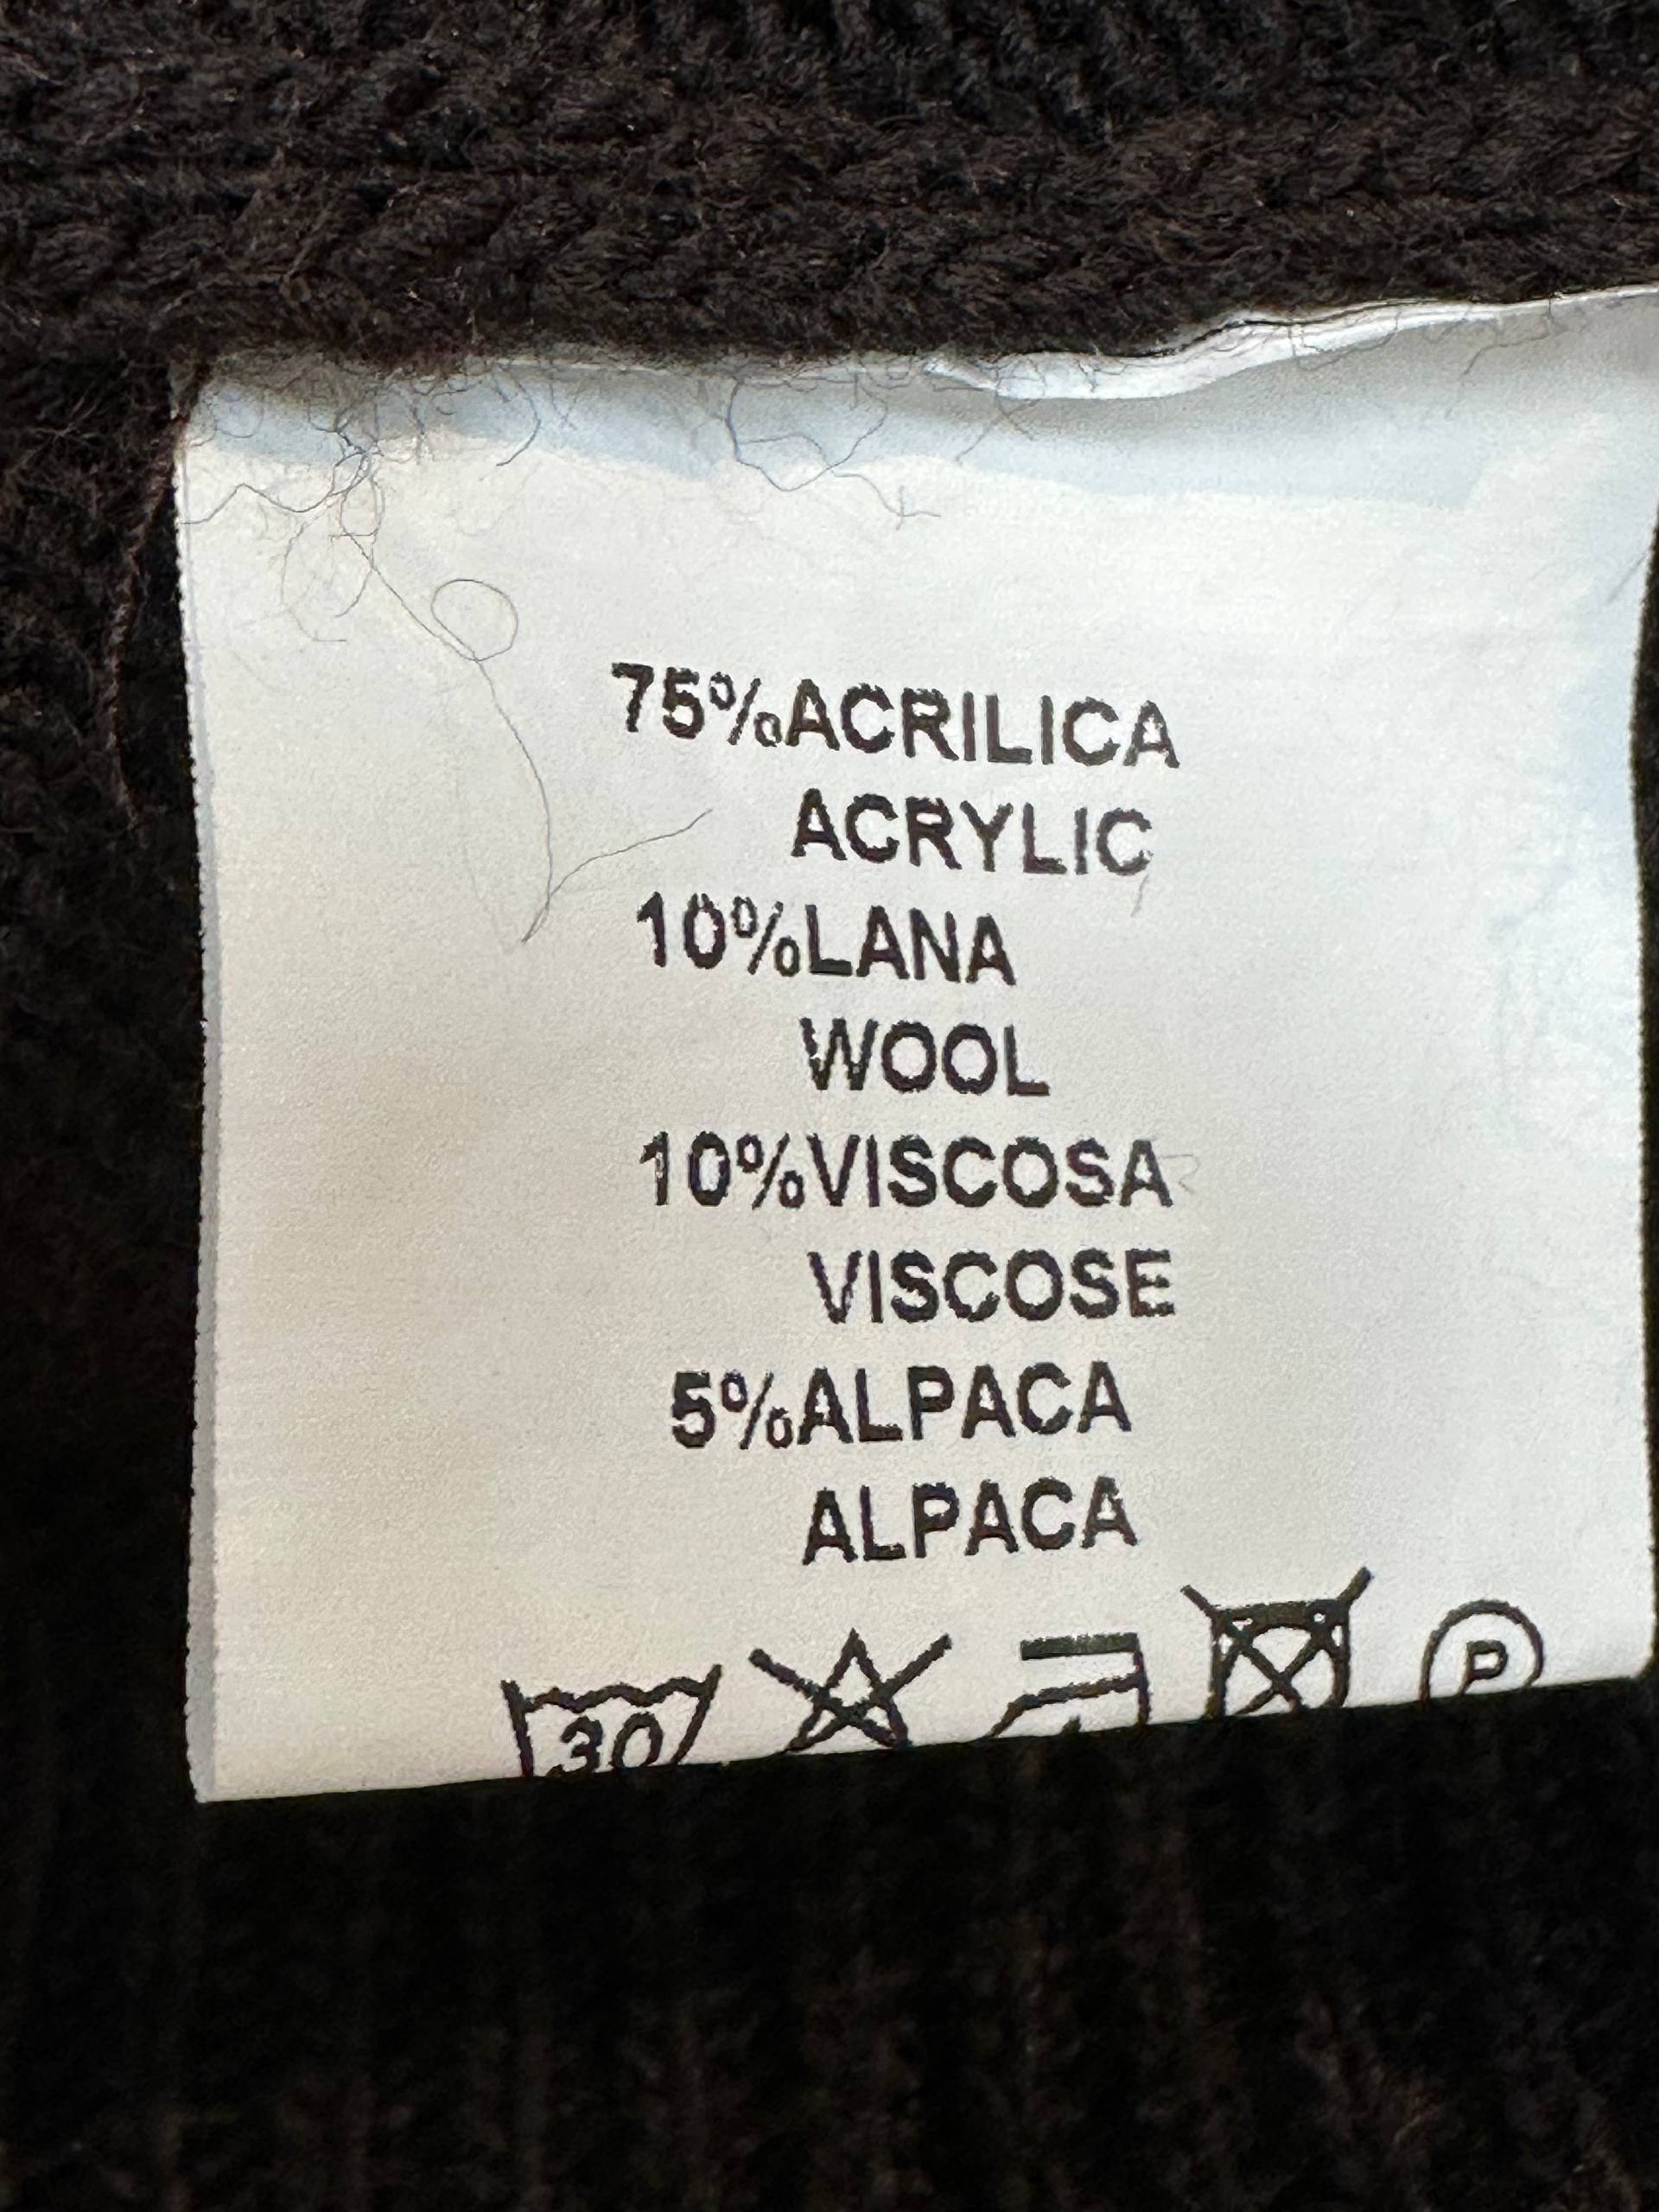 75%ACRILICA
ACRYLIC
10%LANA
WOOL
10%VISCOSA
VISCOSE
5%ALPACA
ALPACA
30 P